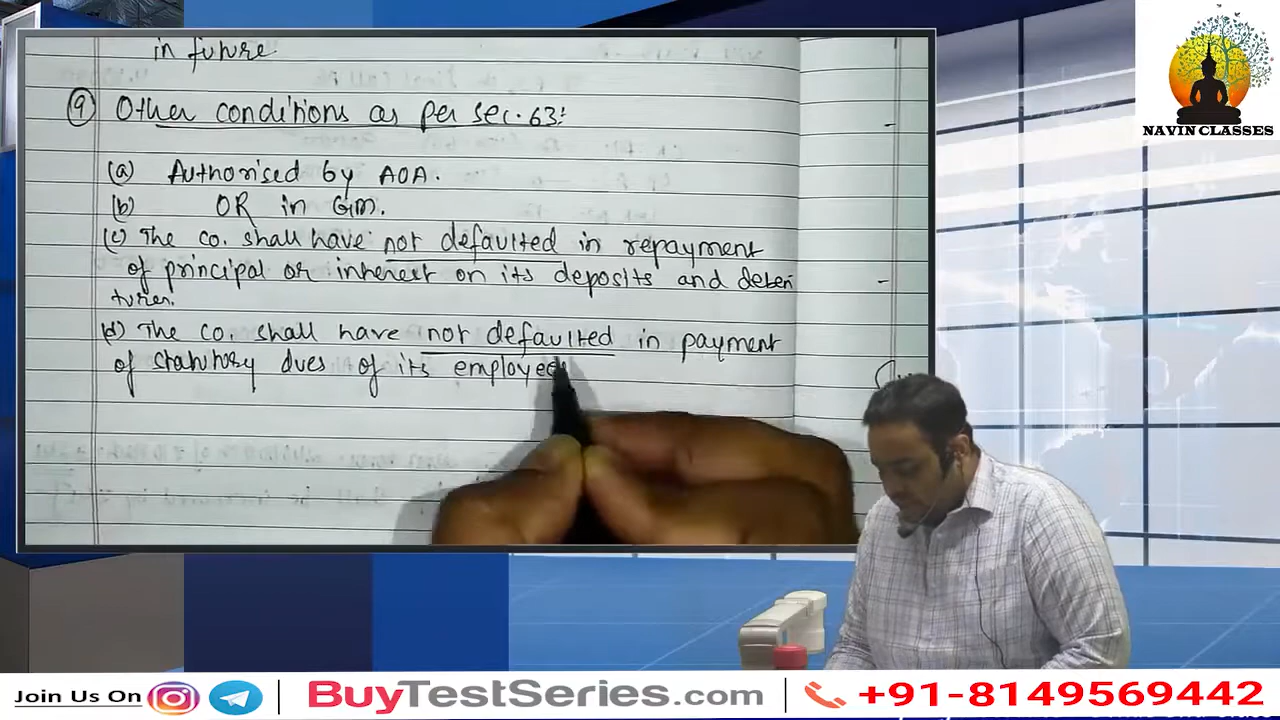 in future
⑨ Other conditions as per sec. 63:
(a) Authorised by AOA.
(b) OR in GM.
(c) The co. shall have not defaulted in repayment
of principal or interest on its deposits and deben
tures.
(d) The co. shall have not defaulted in payment
of statutory dues of its employees
NAVIN CLASSES
Join Us On BuyTestSeries.com +91-8149569442